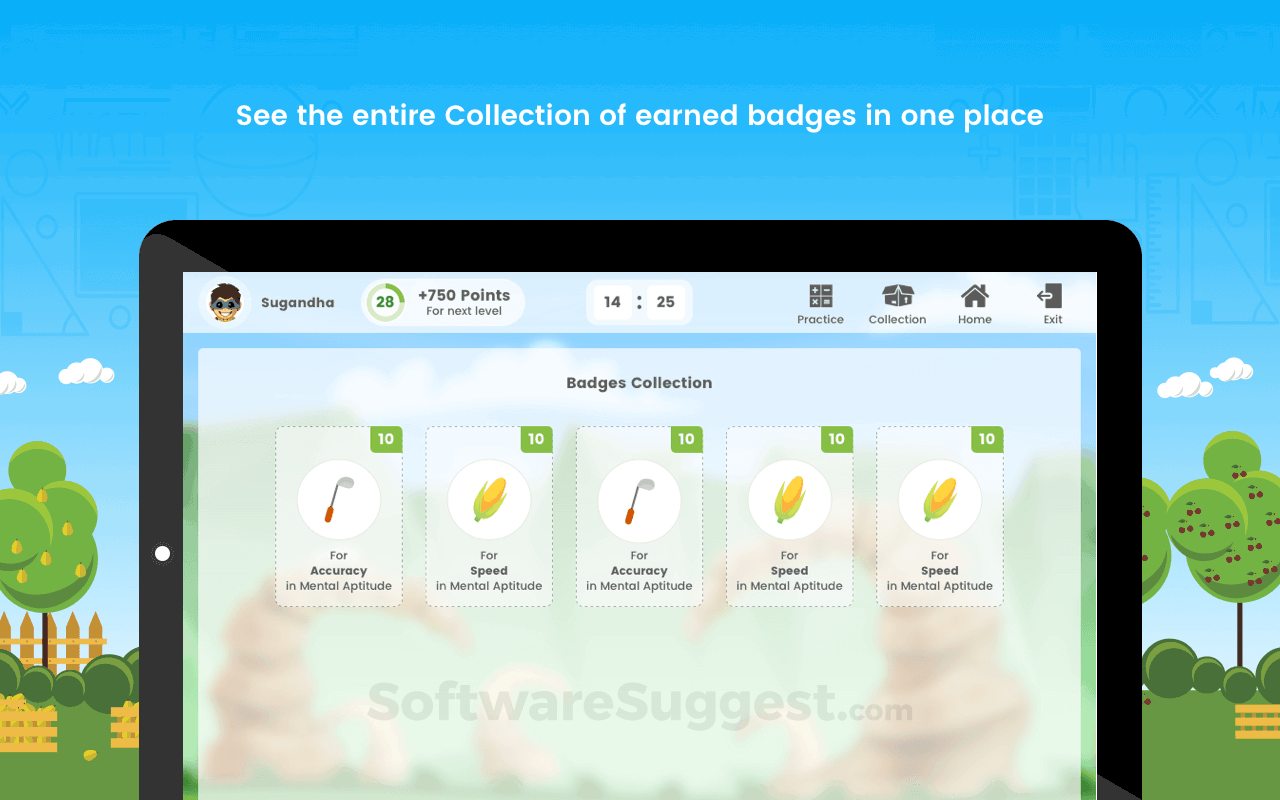 See the entire Collection of earned badges in one place
Sugandha
28
+750 Points
For next level
14 : 25
Practice
Collection
Home
Exit
Badges Collection
10
For
Accuracy
in Mental Aptitude
10
For
Speed
in Mental Aptitude
10
For
Accuracy
in Mental Aptitude
10
For
Speed
in Mental Aptitude
10
For
Speed
in Mental Aptitude
SoftwareSuggest.com